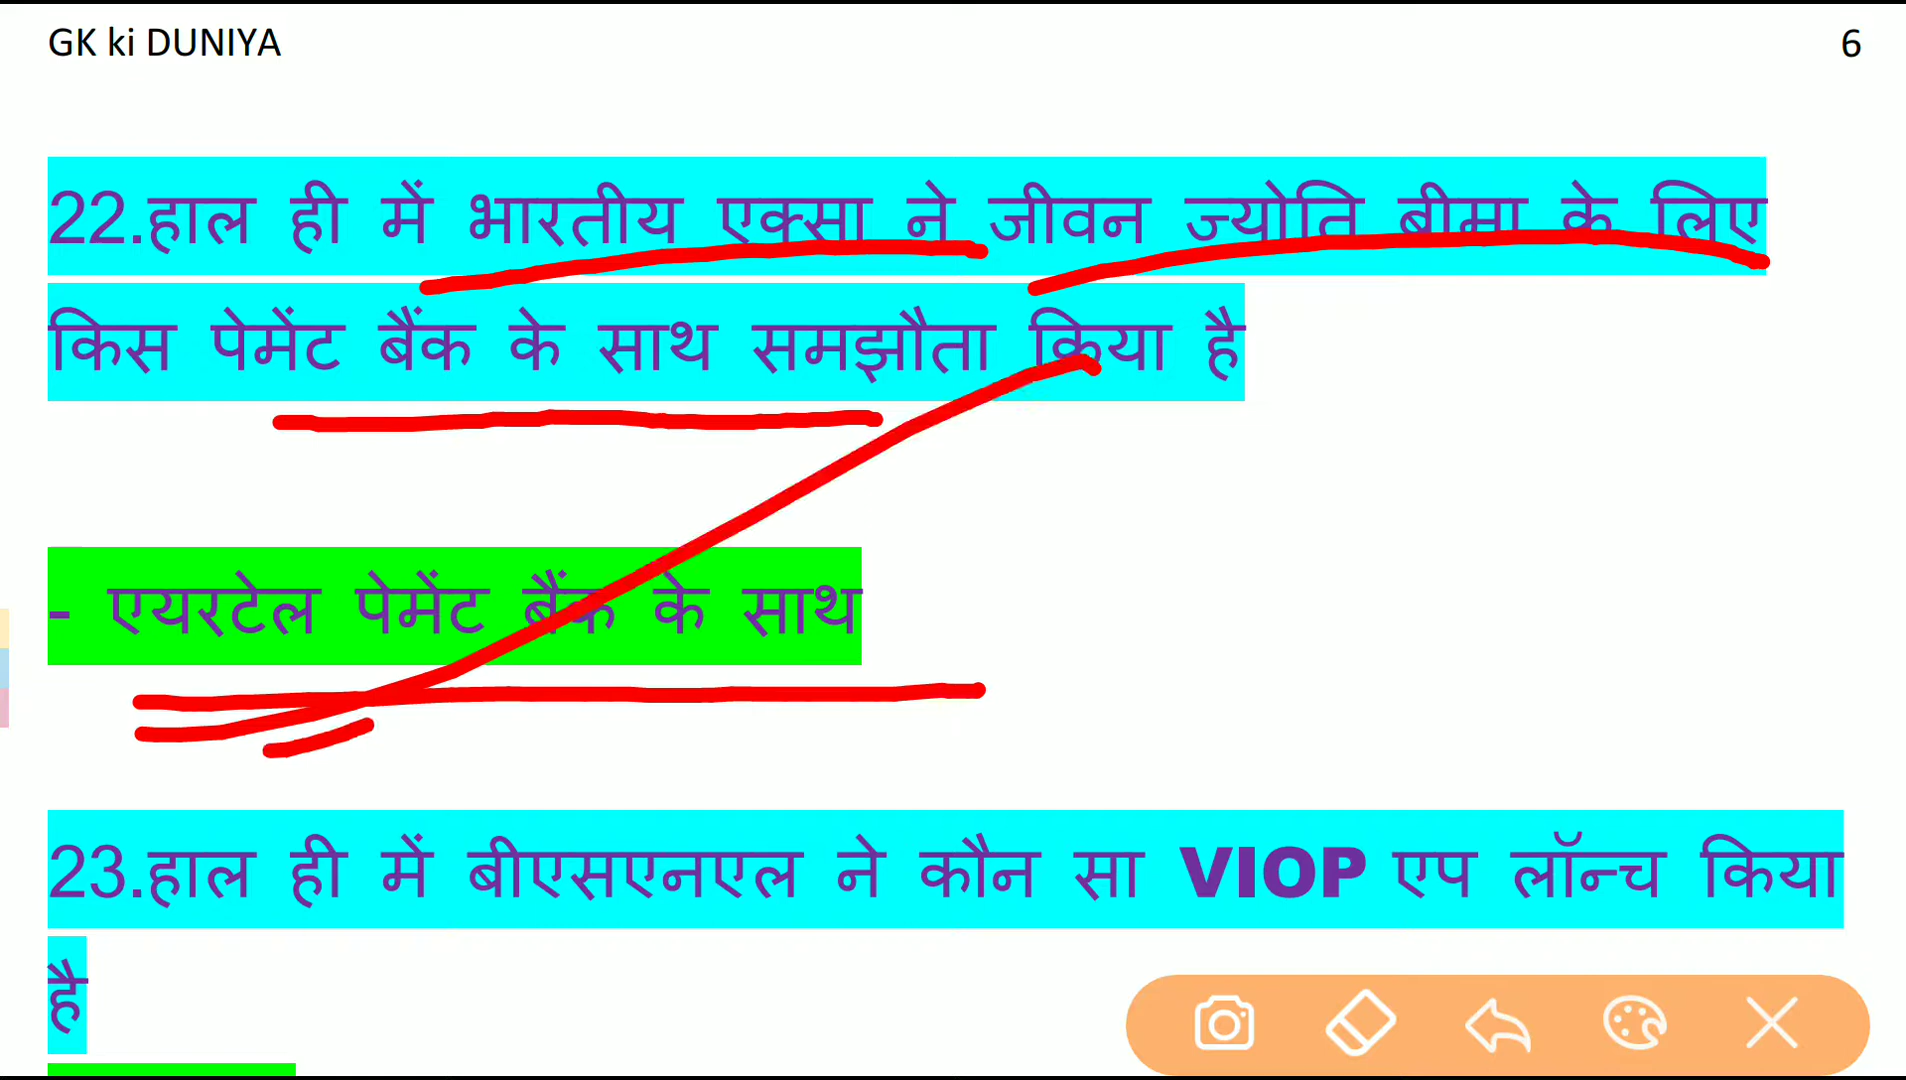 GK ki DUNIYA 6
22.हाल ही में भारतीय एक्सा ने जीवन ज्योति बीमा के लिए
किस पेमेंट बैंक के साथ समझौता किया है
- एयरटेल पेमेंट बैंक के साथ
23.हाल ही में बीएसएनएल ने कौन सा VIOP एप लॉन्च किया
है